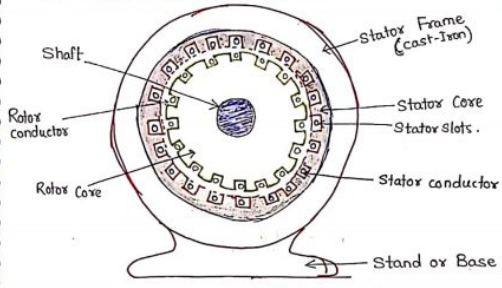 Stator Frame
(cast-Iron)
Shaft
Stator Core
Rotor
conductor
Stator slots.
Rotor Core
Stator conductor
Stand or Base